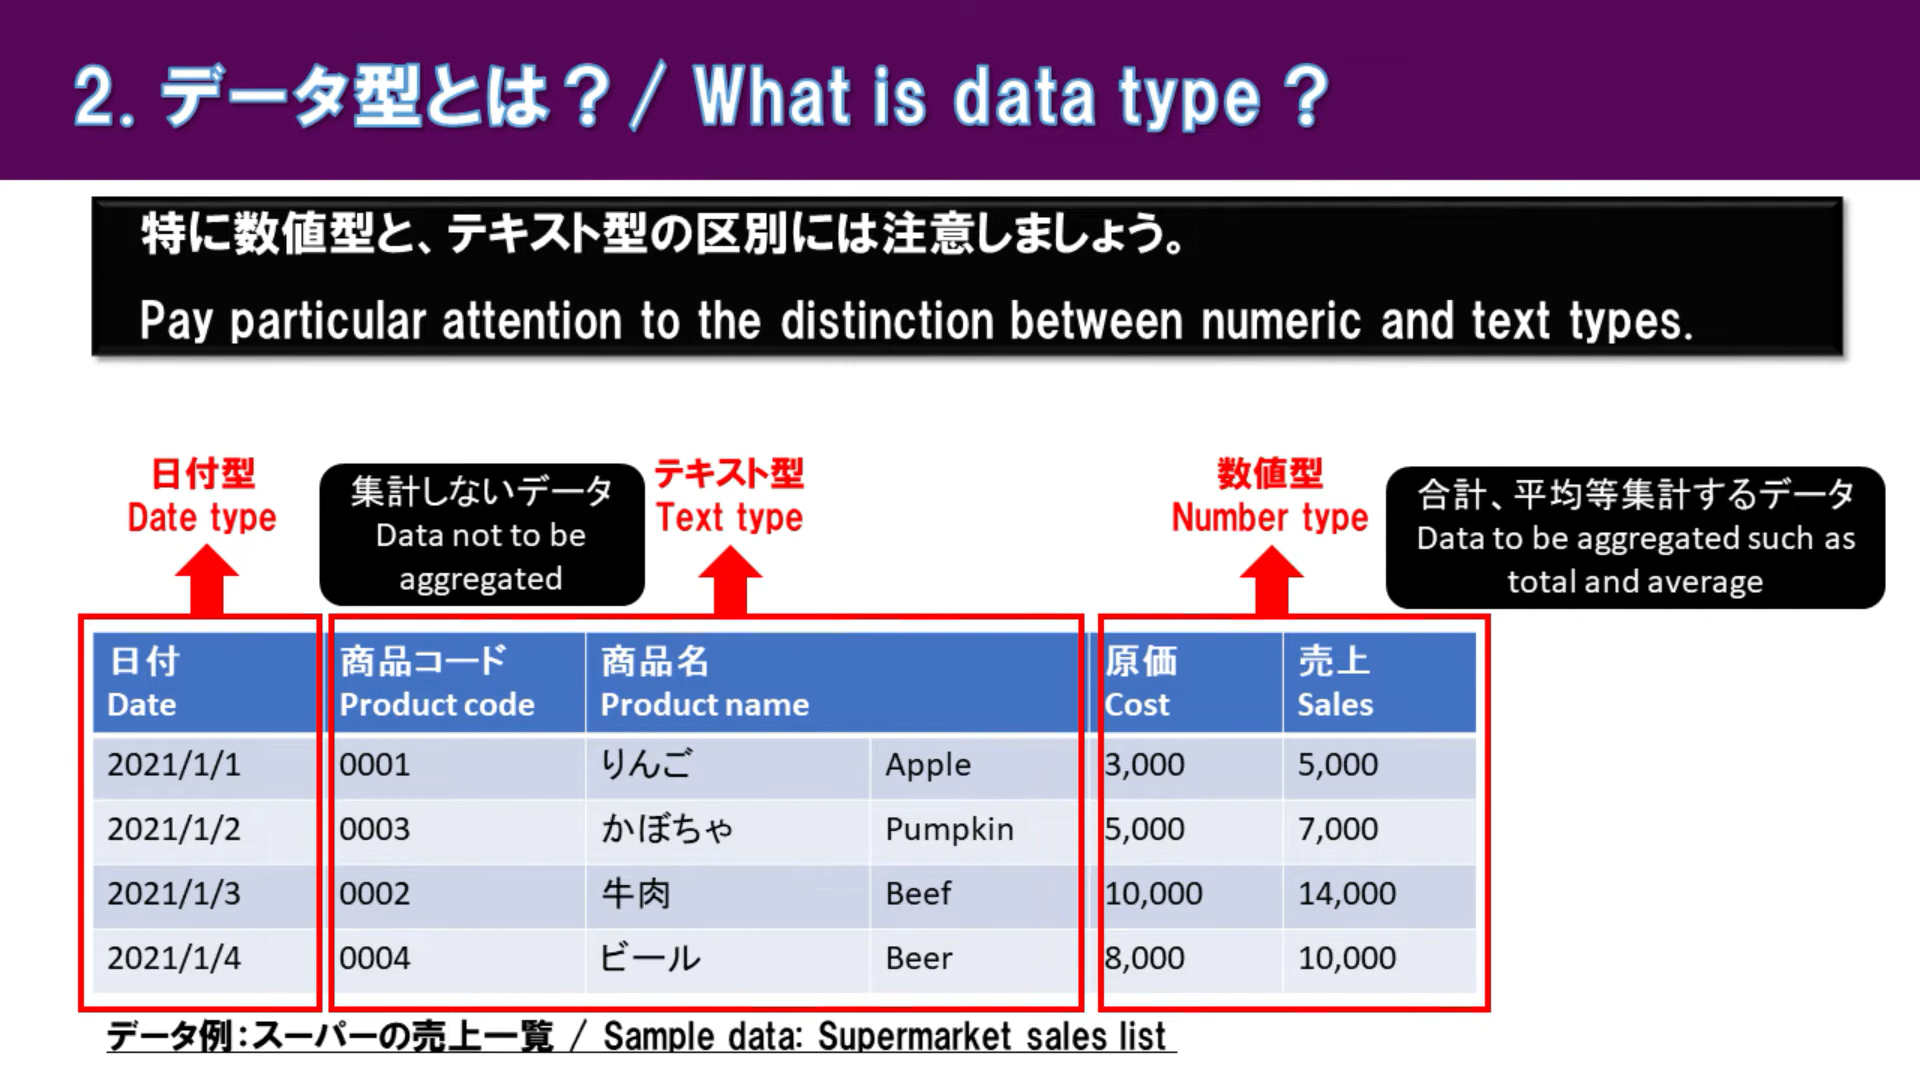 2. データ型とは？/ What is data type ?
特に数値型と、テキスト型の区別には注意しましょう。
Pay particular attention to the distinction between numeric and text types.
日付型
Date type
集計しないデータ
Data not to be
aggregated
テキスト型
Text type
数値型
Number type
合計、平均等集計するデータ
Data to be aggregated such as
total and average
日付 商品コード 商品名 原価 売上
Date Product code Product name Cost Sales
2021/1/1 0001 りんご Apple 3,000 5,000
2021/1/2 0003 かぼちゃ Pumpkin 5,000 7,000
2021/1/3 0002 牛肉 Beef 10,000 14,000
2021/1/4 0004 ビール Beer 8,000 10,000
データ例：スーパーの売上一覧 / Sample data: Supermarket sales list